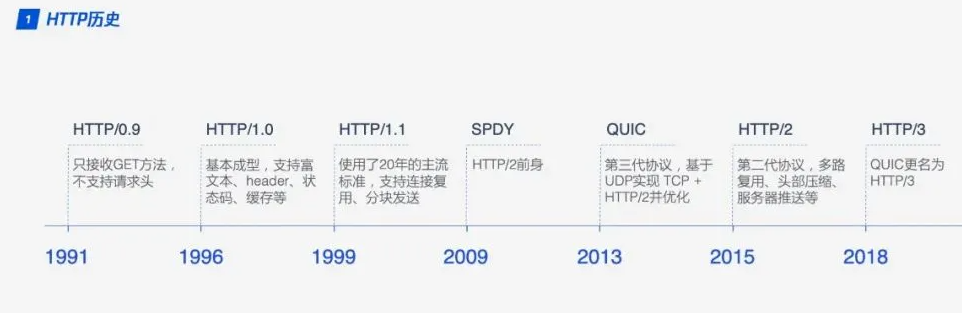 1 HTTP历史
HTTP/0.9
只接收GET方法，
不支持请求头
HTTP/1.0
基本成型，支持富
文本、header、状
态码、缓存等
HTTP/1.1
使用了20年的主流
标准，支持连接复
用、分块发送
SPDY
HTTP/2前身
QUIC
第三代协议，基于
UDP实现 TCP +
HTTP/2并优化
HTTP/2
第二代协议，多路
复用、头部压缩、
服务器推送等
HTTP/3
QUIC更名为
HTTP/3
1991
1996
1999
2009
2013
2015
2018